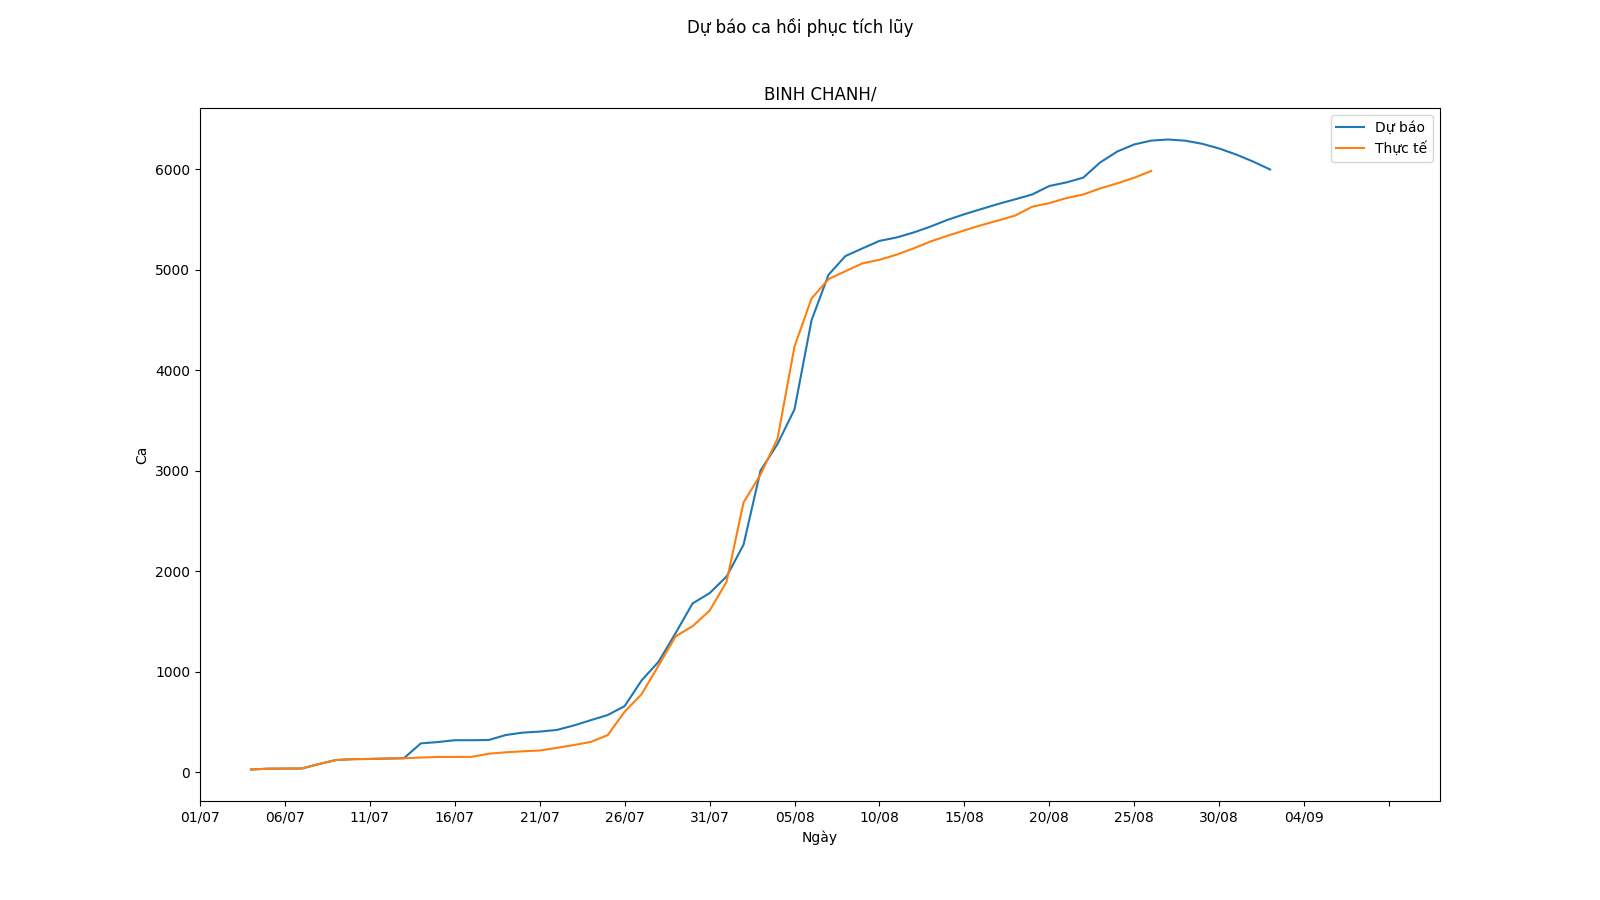 Dự báo ca hồi phục tích lũy
BINH CHANH/
Dự báo
Thực tế
6000
5000
4000
3000
2000
1000
0
Ca
01/07 06/07 11/07 16/07 21/07 26/07 31/07 05/08 10/08 15/08 20/08 25/08 30/08 04/09
Ngày